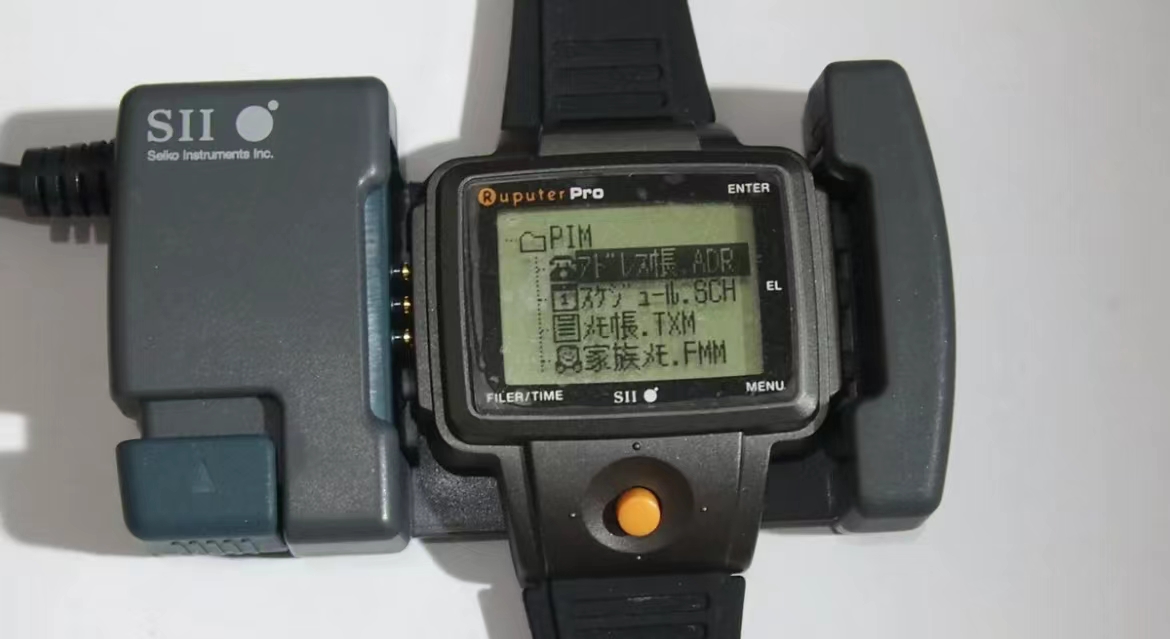 SII
Seiko Instruments Inc.
Ruputer Pro
ENTER
PIM
アドレス帳.ADR
EL
スケジュール.SCH
メモ帳.TXM
家族メモ.FMM
FILER/TIME
SII
MENU